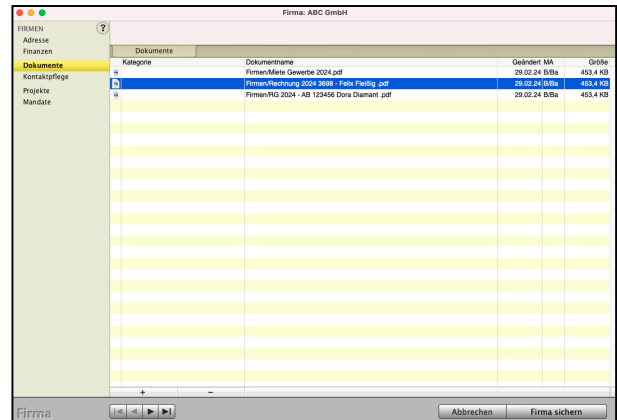 Firma: ABC GmbH
FIRMEN ?
Adresse
Finanzen
Dokumente
Kontaktpflege
Projekte
Mandate
Dokumente
Kategorie Dokumentname Geändert MA Größe
Firmen/Miete Gewerbe 2024.pdf 29.02.24 B/Ba 453,4 KB
Firmen/Rechnung 2024 3698 - Felix Fleißig .pdf 29.02.24 B/Ba 453,4 KB
Firmen/RG 2024 - AB 123456 Dora Diamant .pdf 29.02.24 B/Ba 453,4 KB
+ –
Firma Abbrechen Firma sichern